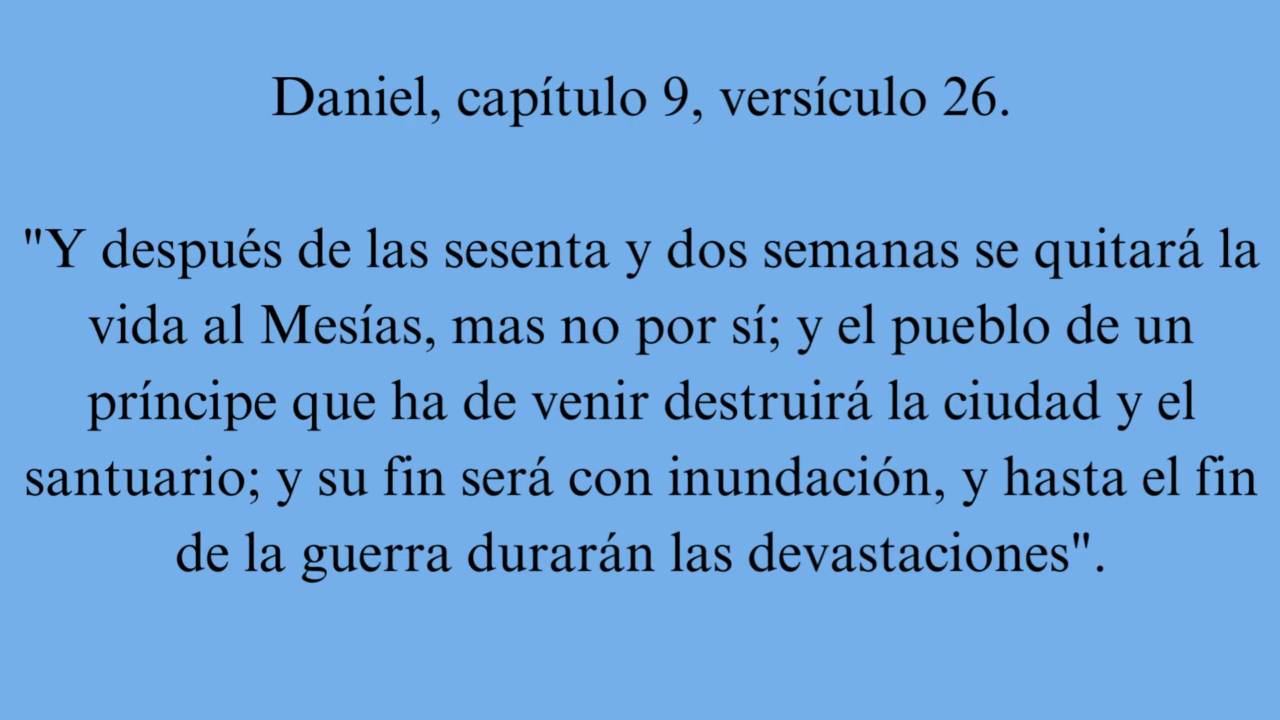 Daniel, capítulo 9, versículo 26.
"Y después de las sesenta y dos semanas se quitará la
vida al Mesías, mas no por sí; y el pueblo de un
príncipe que ha de venir destruirá la ciudad y el
santuario; y su fin será con inundación, y hasta el fin
de la guerra durarán las devastaciones".